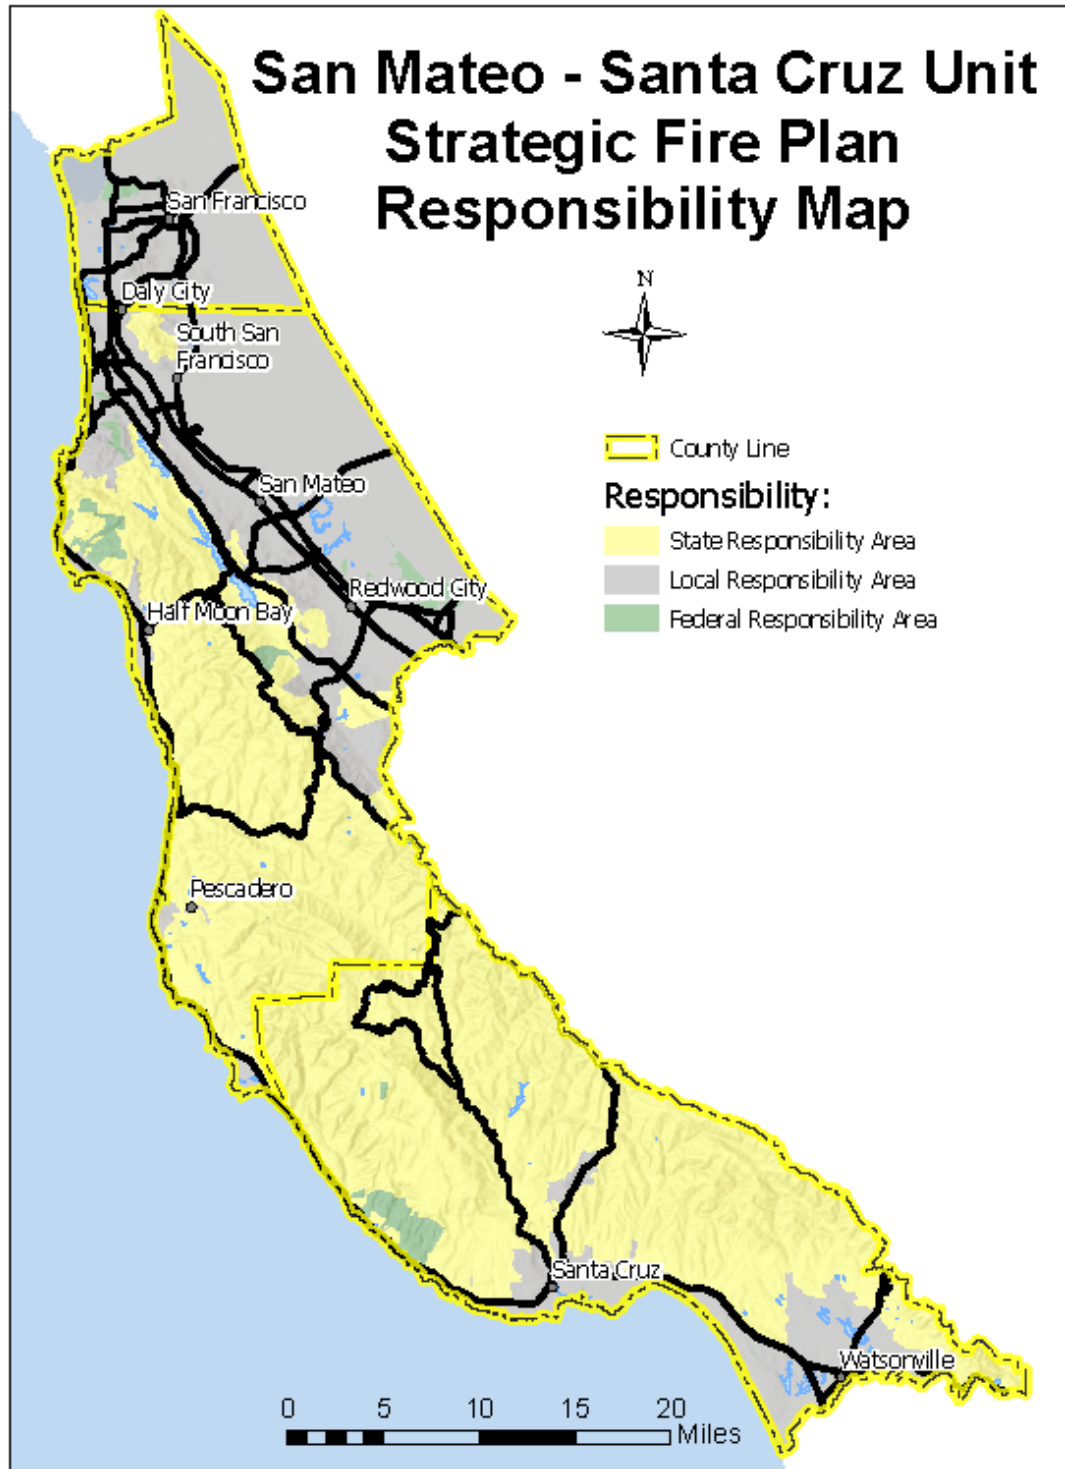 San Mateo - Santa Cruz Unit
Strategic Fire Plan
Responsibility Map
San Francisco
Daly City
South San
Francisco
N
County Line
San Mateo
Responsibility:
State Responsibility Area
Local Responsibility Area
Redwood City
Half Moon Bay
Federal Responsibility Area
Pescadero
Santa Cruz
Watsonville
0 5 10 15 20
Miles